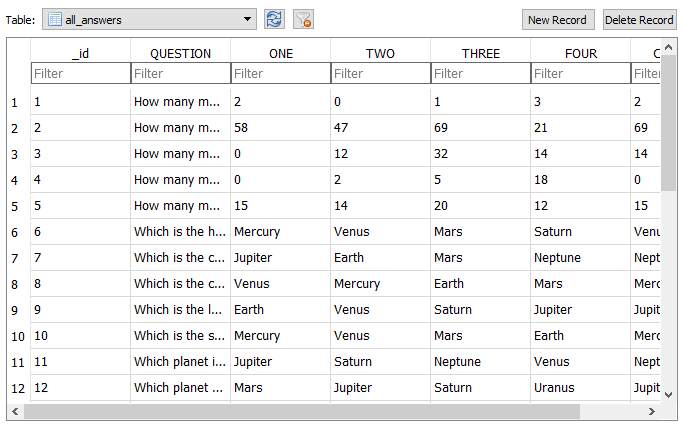 Table: all_answers New Record Delete Record
_id QUESTION ONE TWO THREE FOUR C
Filter Filter Filter Filter Filter Filter Filter
1 1 How many m... 2 0 1 3 2
2 2 How many m... 58 47 69 21 69
3 3 How many m... 0 12 32 14 14
4 4 How many m... 0 2 5 18 0
5 5 How many m... 15 14 20 12 15
6 6 Which is the h... Mercury Venus Mars Saturn Venu
7 7 Which is the c... Jupiter Earth Mars Neptune Neptu
8 8 Which is the c... Venus Mercury Earth Mars Mercu
9 9 Which is the l... Earth Venus Saturn Jupiter Jupit
10 10 Which is the s... Mercury Venus Mars Earth Mercu
11 11 Which planet i... Jupiter Saturn Neptune Venus Neptu
12 12 Which planet ... Mars Jupiter Saturn Uranus Jupit